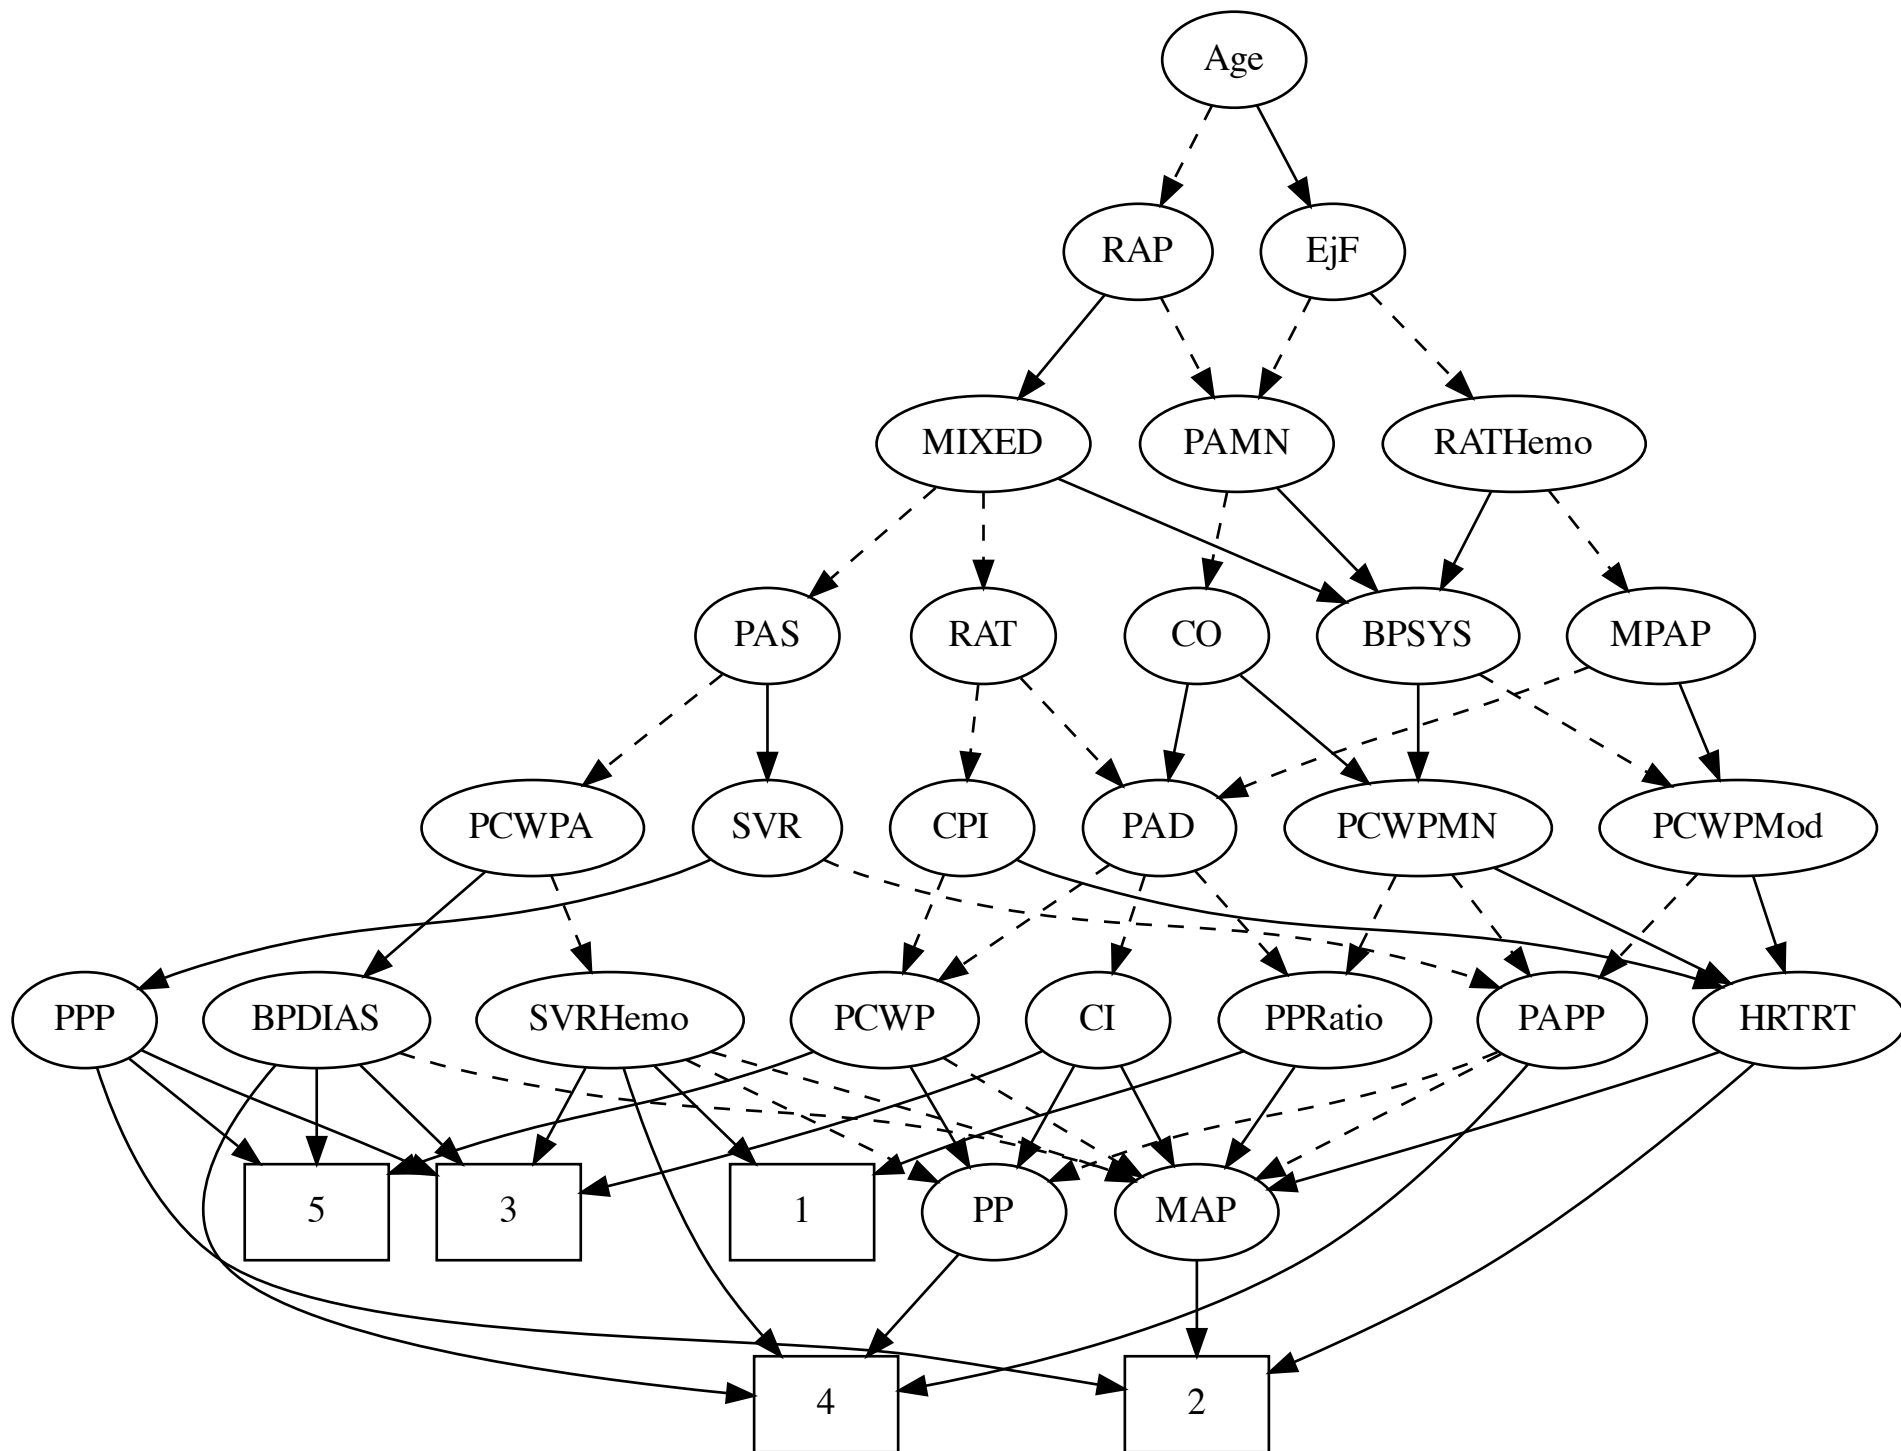 Age
RAP
EjF
MIXED
PAMN
RATHemo
PAS
RAT
CO
BPSYS
MPAP
PCWPA
SVR
CPI
PAD
PCWPMN
PCWPMod
PPP
BPDIAS
SVRHemo
PCWP
CI
PPRatio
PAPP
HRTRT
5
3
1
PP
MAP
4
2